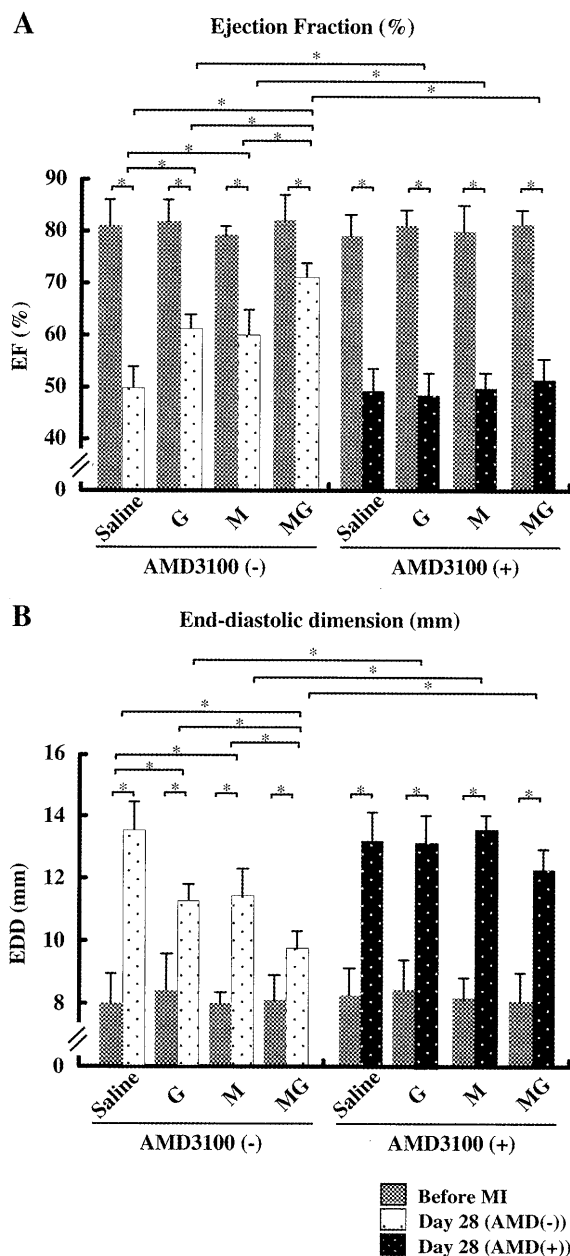 A
Ejection Fraction (%)
*
*
*
*
*
*
*
*
* * * * * * * *
90
80
70
60
50
40
0
EF (%)
Saline G M MG Saline G M MG
AMD3100 (-) AMD3100 (+)
B
End-diastolic dimension (mm)
*
*
*
*
*
*
*
*
* * * * * * * *
16
14
12
10
8
0
EDD (mm)
Saline G M MG Saline G M MG
AMD3100 (-) AMD3100 (+)
Before MI
Day 28 (AMD(-))
Day 28 (AMD(+))